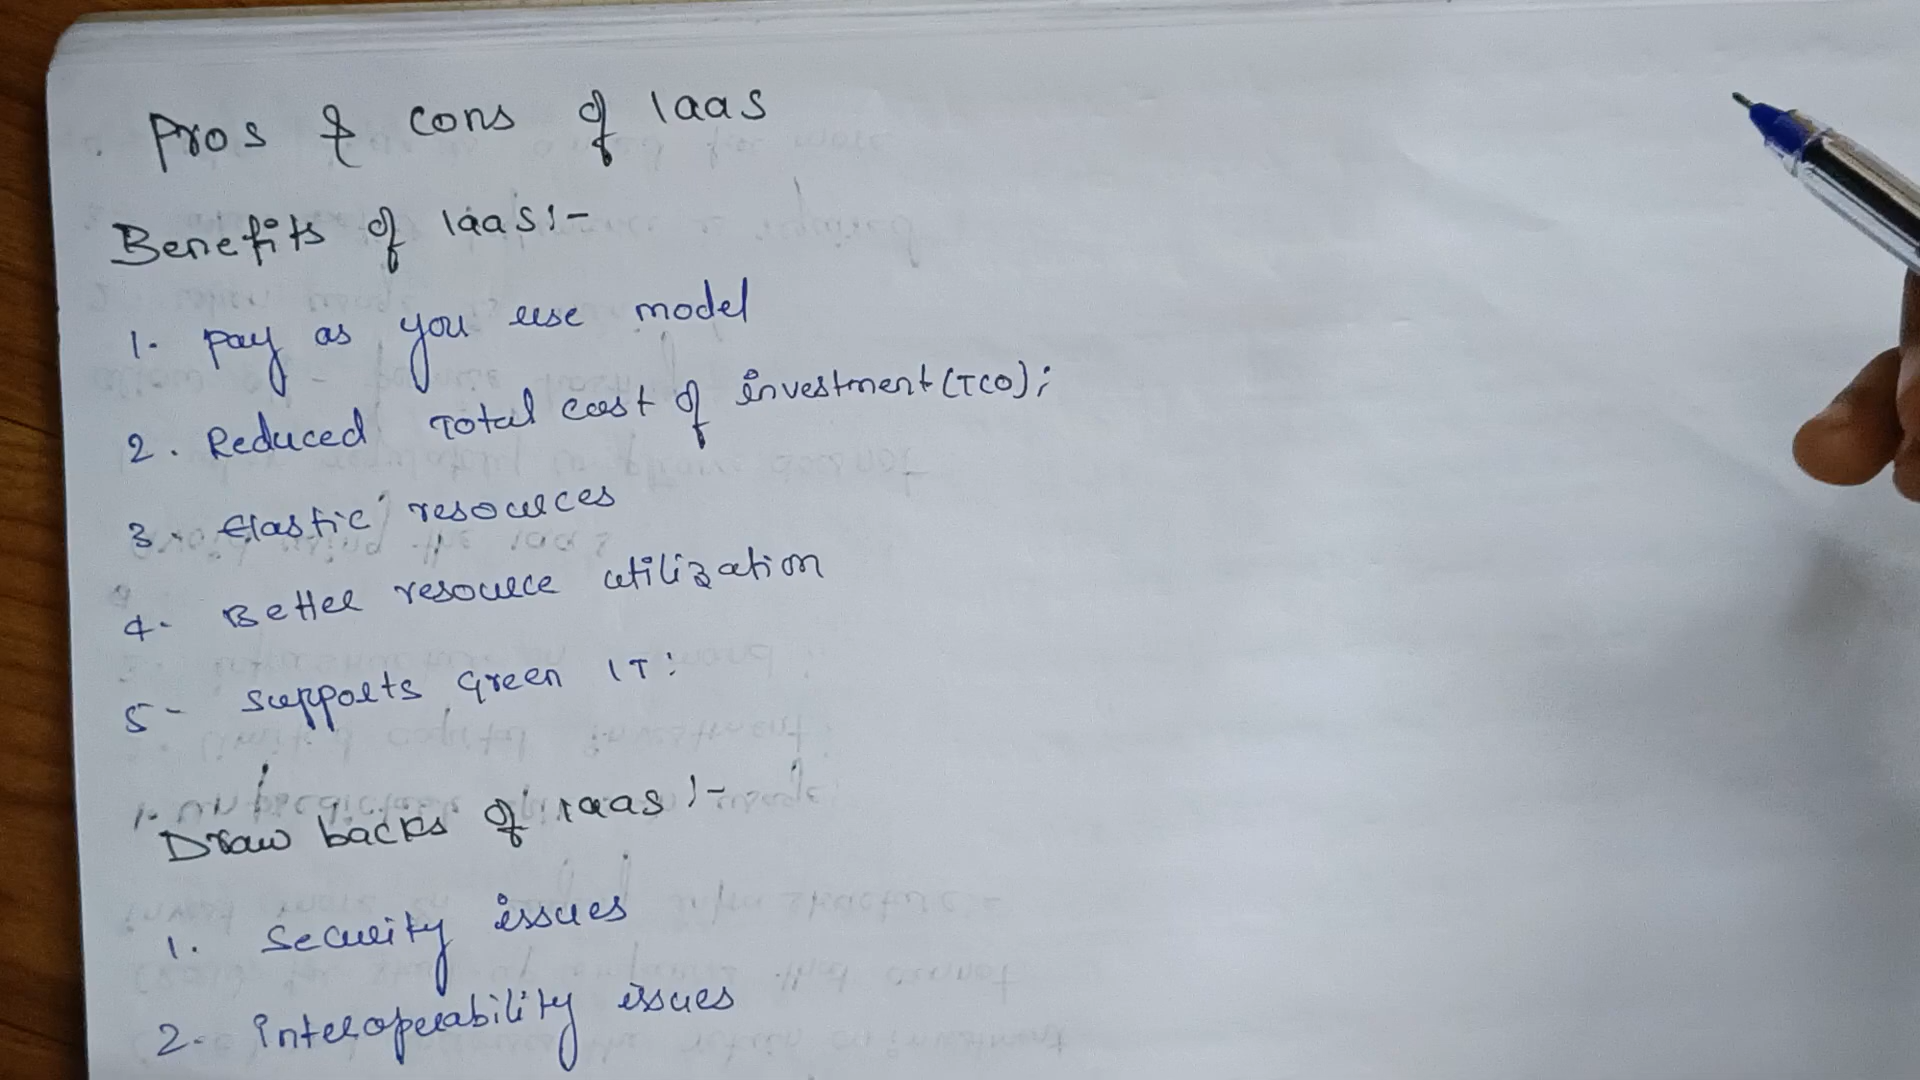 Pros & cons of Iaas
Benefits of Iaas:-
1. pay as you use model
2. Reduced Total cost of investment (TCO);
3. Elastic resources
4. Better resource utilization
5- supports Green IT:
Draw backs of Iaas :-
1. Security issues
2. Interoperability issues